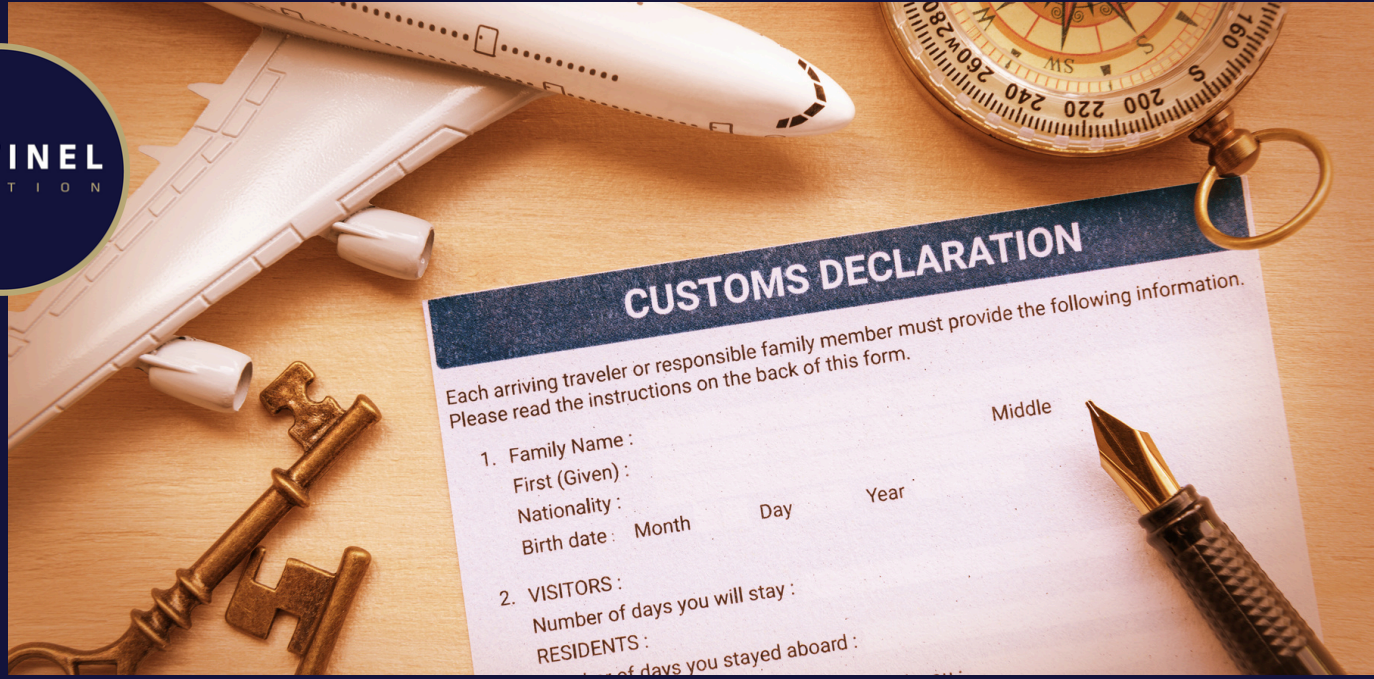 INEL
TION
W S SW
280 W 260 240 220 200 S 160
CUSTOMS DECLARATION
Each arriving traveler or responsible family member must provide the following information.
Please read the instructions on the back of this form.
1. Family Name :
Middle
First (Given) :
Nationality :
Birth date : Month Day Year
2. VISITORS :
Number of days you will stay :
RESIDENTS :
of days you stayed aboard :